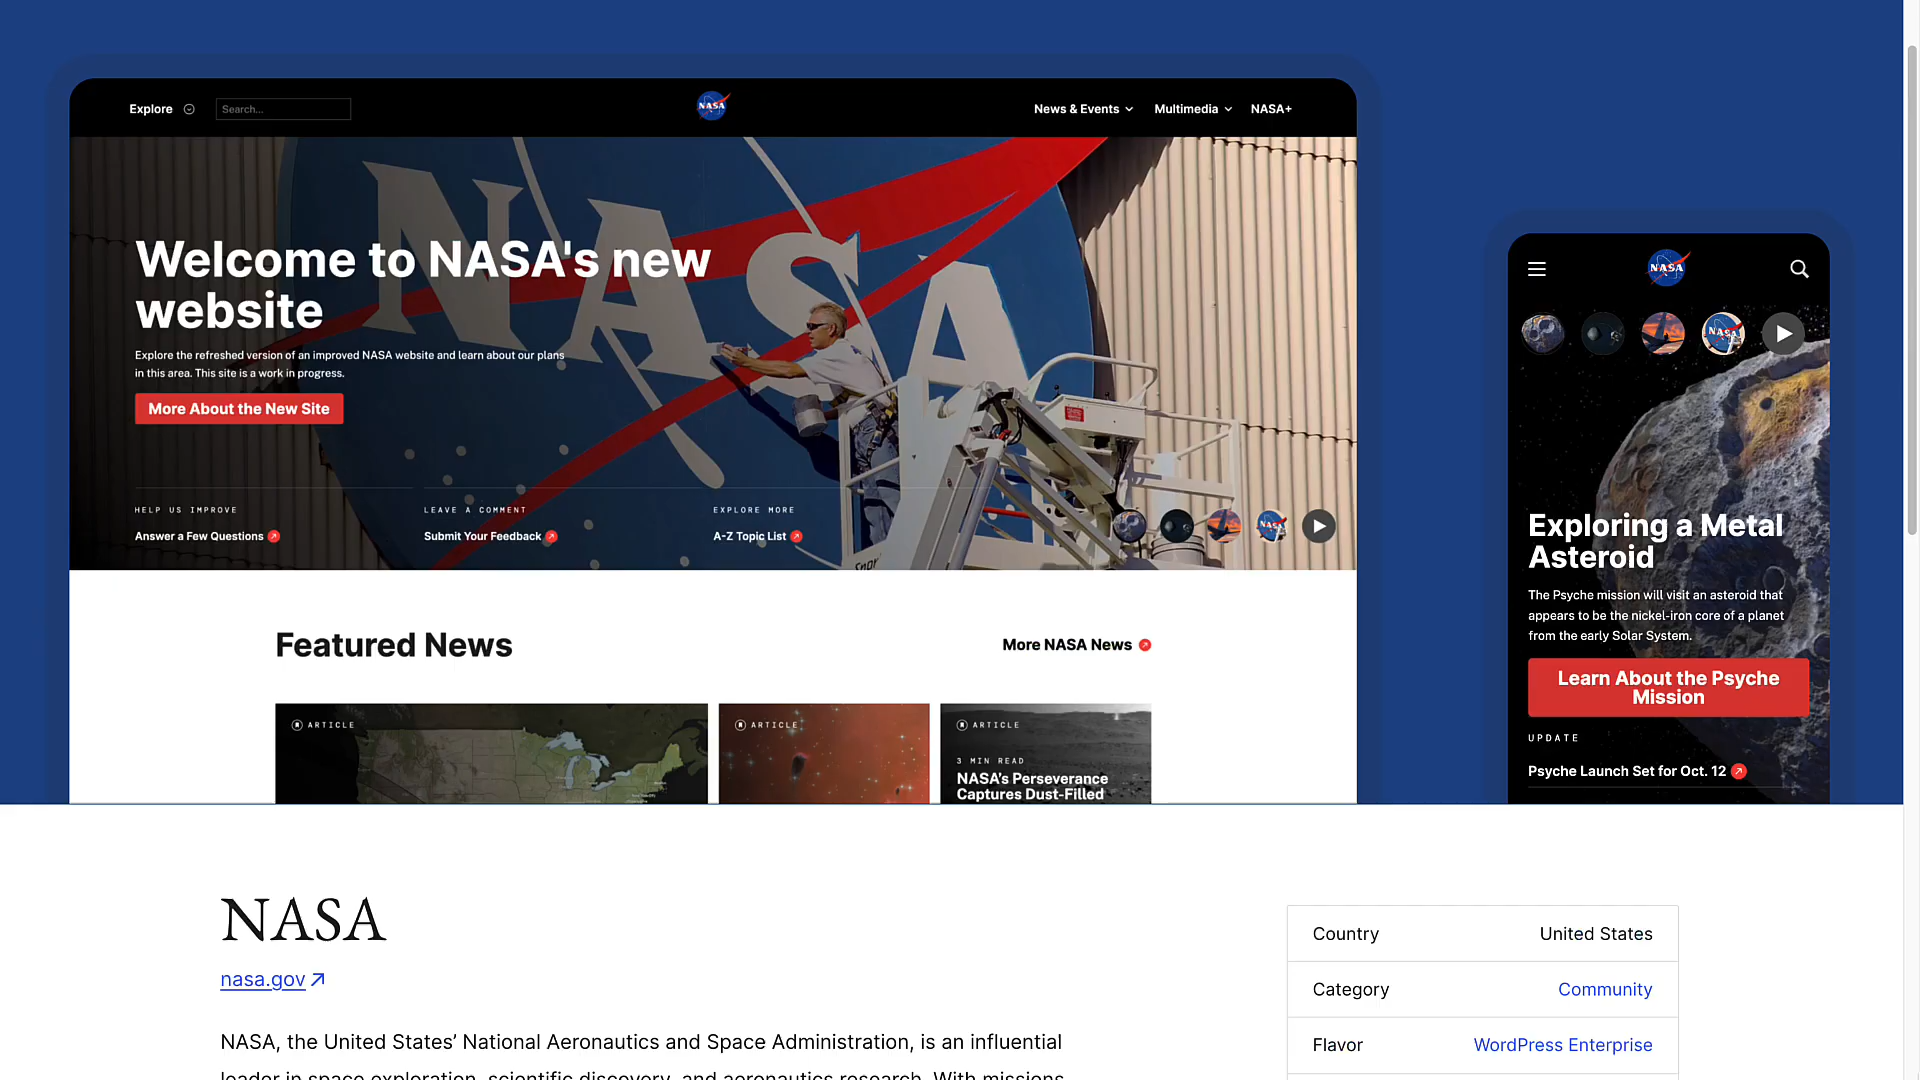 Explore
Search...
NASA
News & Events
Multimedia
NASA+
NASA
Welcome to NASA's new
website
Explore the refreshed version of an improved NASA website and learn about our plans
in this area. This site is a work in progress.
More About the New Site
HELP US IMPROVE
Answer a Few Questions
LEAVE A COMMENT
Submit Your Feedback
EXPLORE MORE
A-Z Topic List
NASA
Featured News
More NASA News
ARTICLE
ARTICLE
ARTICLE
3 MIN READ
NASA's Perseverance
Captures Dust-Filled
NASA
NASA
Exploring a Metal
Asteroid
The Psyche mission will visit an asteroid that
appears to be the nickel-iron core of a planet
from the early Solar System.
Learn About the Psyche
Mission
UPDATE
Psyche Launch Set for Oct. 12
NASA
nasa.gov
NASA, the United States’ National Aeronautics and Space Administration, is an influential
leader in space exploration, scientific discovery, and aeronautics research. With missions
Country United States
Category Community
Flavor WordPress Enterprise